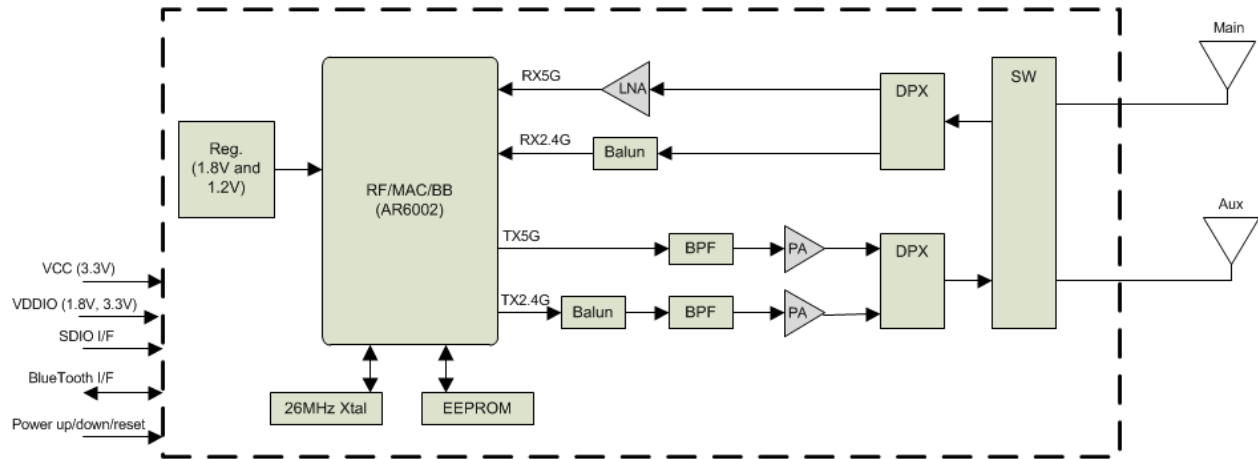 Main
RX5G
LNA
DPX
SW
Reg.
(1.8V and
1.2V)
RX2.4G
Balun
RF/MAC/BB
(AR6002)
Aux
TX5G
BPF
PA
DPX
VCC (3.3V)
VDDIO (1.8V, 3.3V)
TX2.4G
Balun
BPF
PA
SDIO I/F
BlueTooth I/F
26MHz Xtal
EEPROM
Power up/down/reset